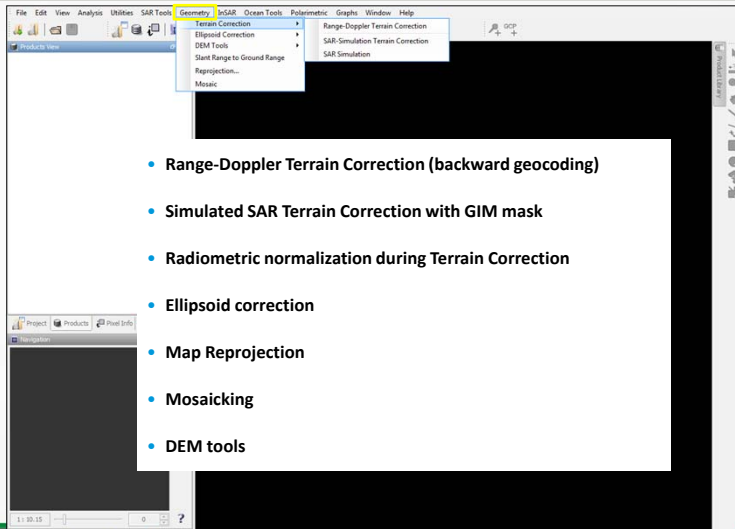 File Edit View Analysis Utilities SAR Tools Geometry InSAR Ocean Tools Polarimetric Graphs Window Help
Terrain Correction
Ellipsoid Correction
DEM Tools
Slant Range to Ground Range
Reprojection...
Mosaic
Range-Doppler Terrain Correction
SAR-Simulation Terrain Correction
SAR Simulation
GCP
Products View
Product Library
• Range-Doppler Terrain Correction (backward geocoding)
• Simulated SAR Terrain Correction with GIM mask
• Radiometric normalization during Terrain Correction
• Ellipsoid correction
• Map Reprojection
• Mosaicking
• DEM tools
Project Products Pixel Info
Navigation
1: 10.15 0 ?